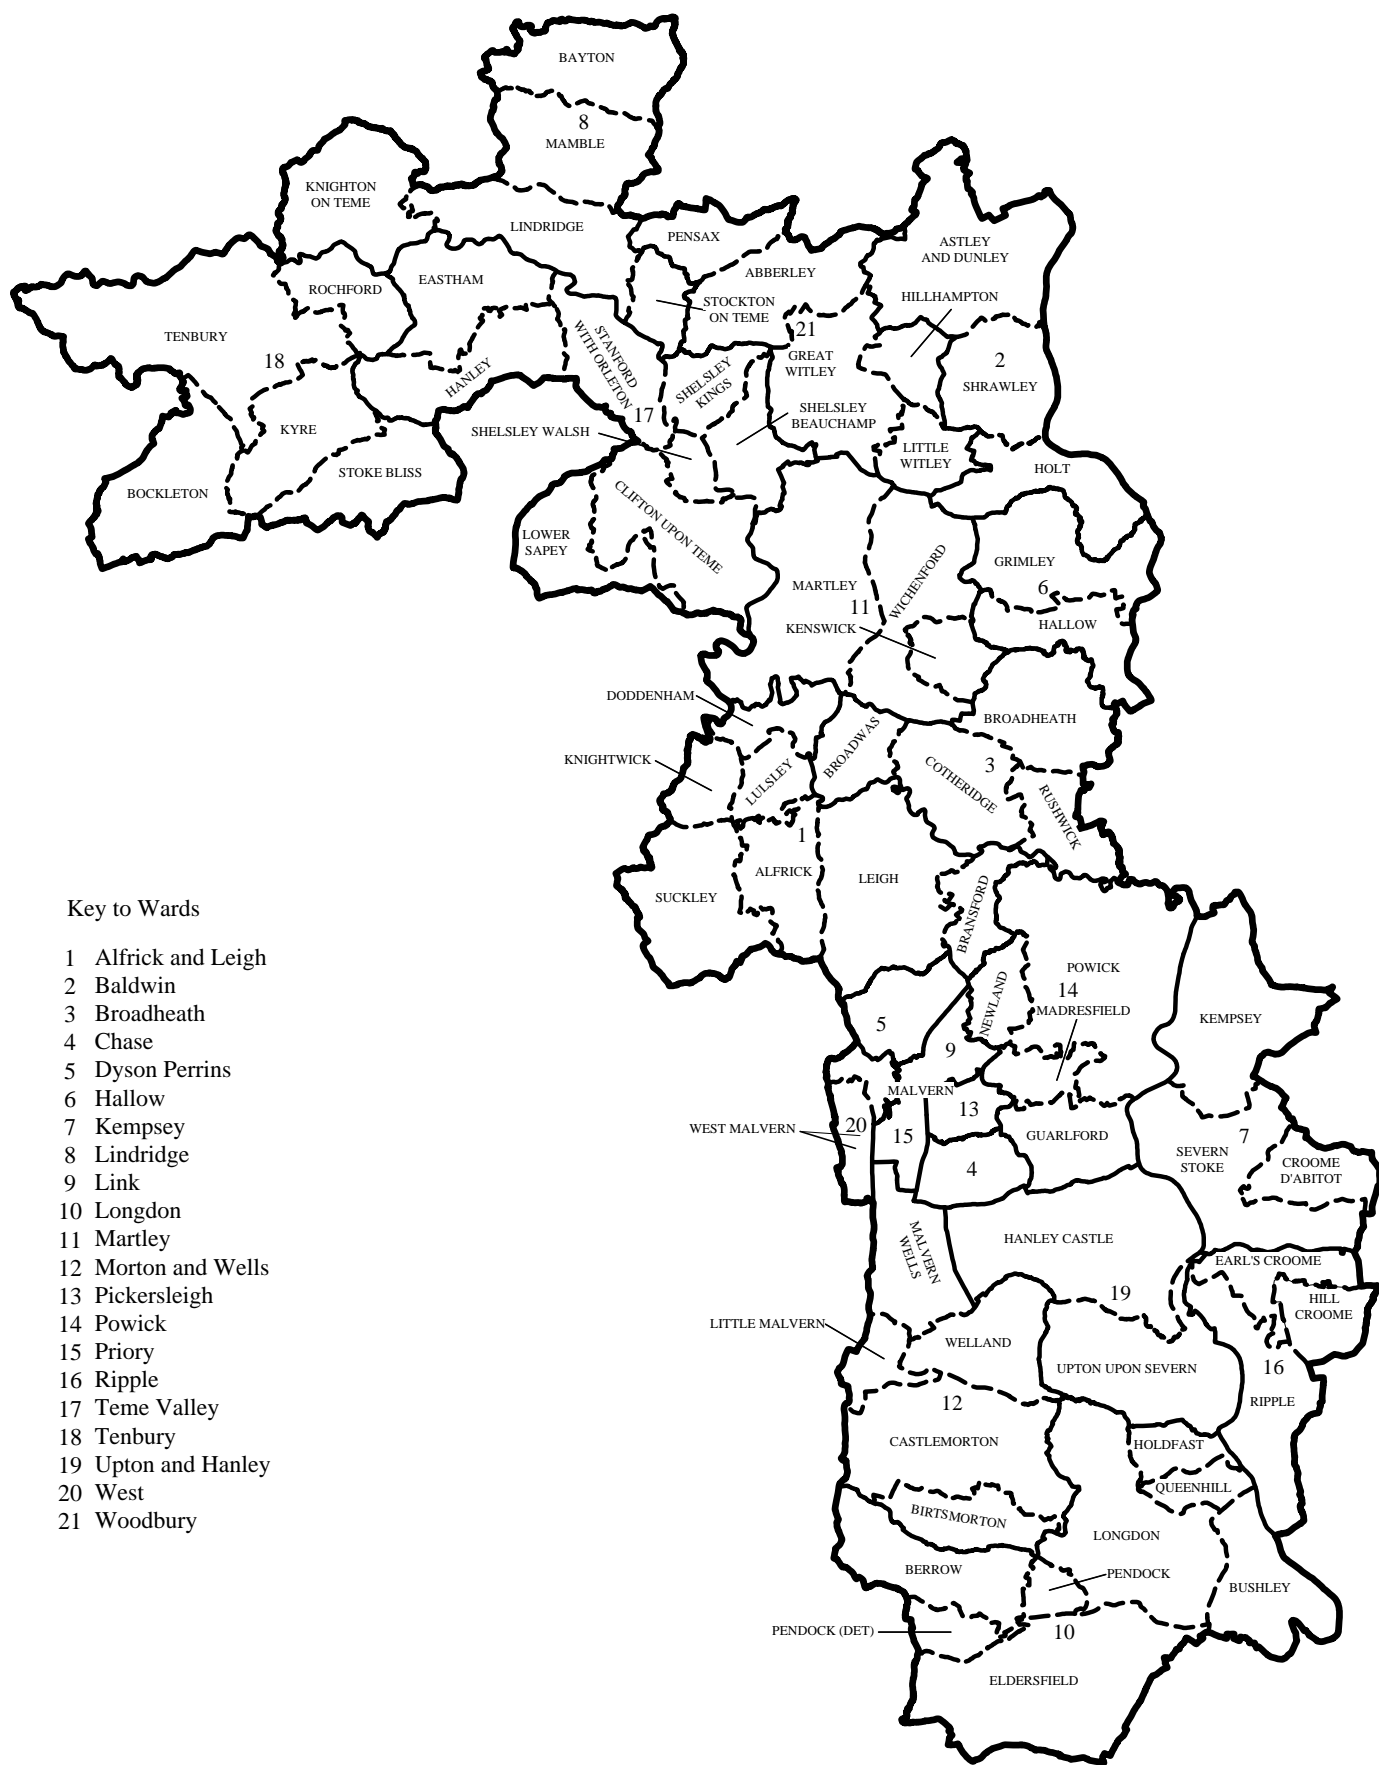 BAYTON
8
MAMBLE
KNIGHTON
ON TEME
LINDRIDGE
PENSAX
ASTLEY
AND DUNLEY
ABBERLEY
EASTHAM
ROCHFORD
HILLHAMPTON
STOCKTON
ON TEME
TENBURY
18
21
STANFORD
WITH ORLETON
GREAT
WITLEY
2
SHRAWLEY
HANLEY
SHELSLEY
KINGS
17
SHELSLEY
BEAUCHAMP
KYRE
SHELSLEY WALSH
LITTLE
WITLEY
STOKE BLISS
HOLT
BOCKLETON
CLIFTON UPON TEME
LOWER
SAPEY
GRIMLEY
MARTLEY
WICHENFORD
6
11
HALLOW
KENSWICK
DODDENHAM
BROADHEATH
BROADWAS
KNIGHTWICK
3
LULSLEY
COTHERIDGE
RUSHWICK
1
ALFRICK
LEIGH
SUCKLEY
BRANSFORD
POWICK
14
NEWLAND
MADRESFIELD
KEMPSEY
5
9
MALVERN
13
20
WEST MALVERN
15
GUARLFORD
7
SEVERN
STOKE
CROOME
D'ABITOT
4
MALVERN
WELLS
HANLEY CASTLE
EARL'S CROOME
19
HILL
CROOME
LITTLE MALVERN
WELLAND
UPTON UPON SEVERN
16
RIPPLE
12
CASTLEMORTON
HOLDFAST
QUEENHILL
BIRTSMORTON
LONGDON
BERROW
PENDOCK
BUSHLEY
PENDOCK (DET)
10
ELDERSFIELD
Key to Wards
1 Alfrick and Leigh
2 Baldwin
3 Broadheath
4 Chase
5 Dyson Perrins
6 Hallow
7 Kempsey
8 Lindridge
9 Link
10 Longdon
11 Martley
12 Morton and Wells
13 Pickersleigh
14 Powick
15 Priory
16 Ripple
17 Teme Valley
18 Tenbury
19 Upton and Hanley
20 West
21 Woodbury